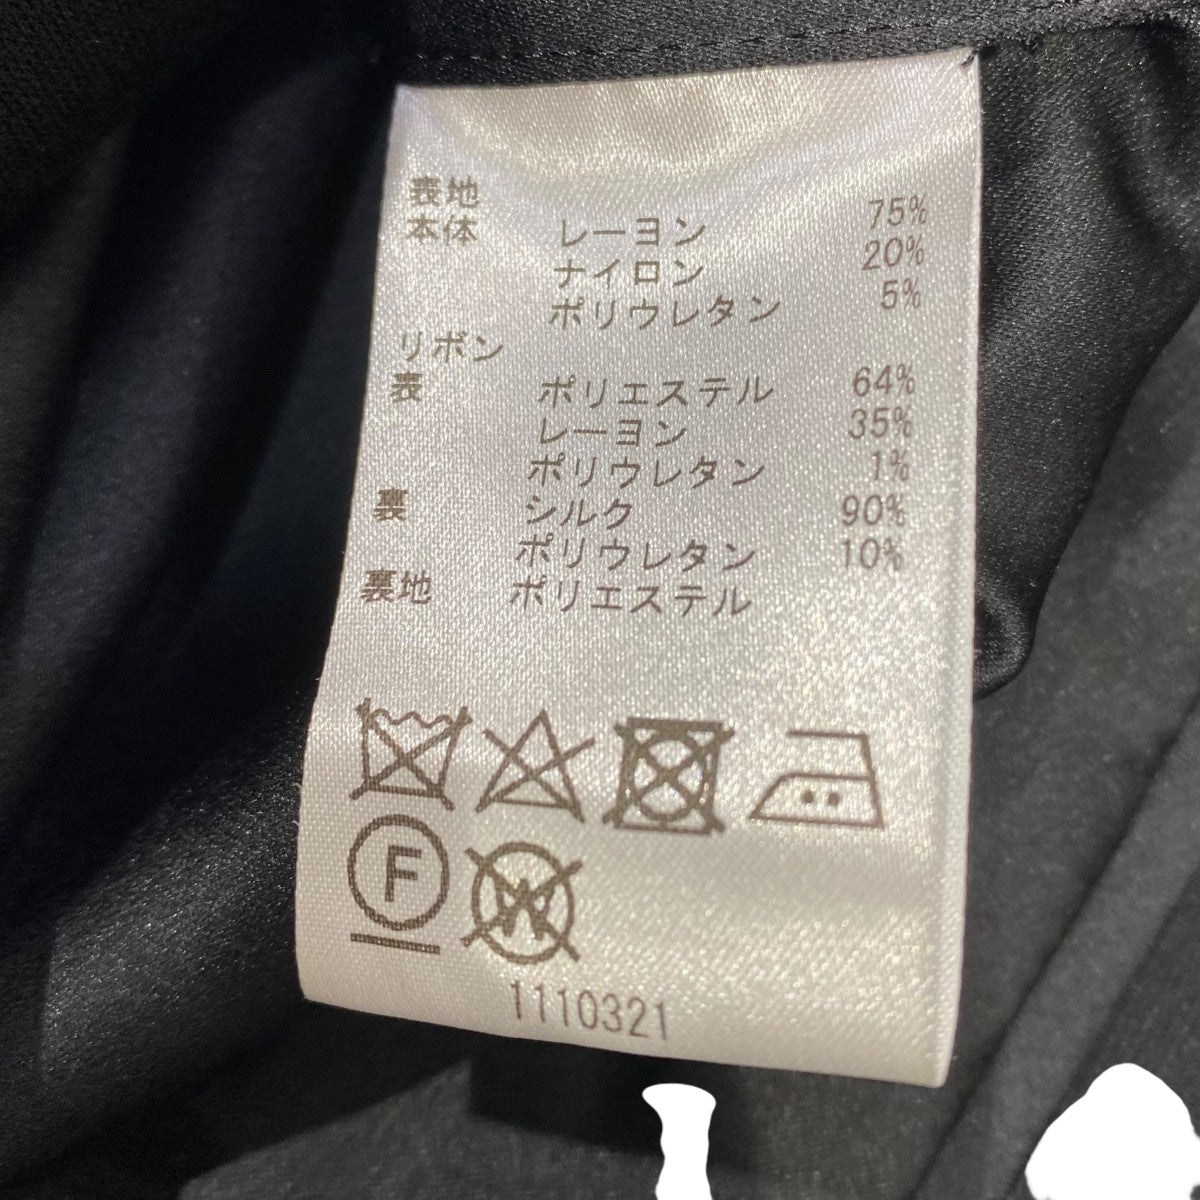 表地
本体 レーヨン 75%
ナイロン 20%
ポリウレタン 5%
リボン
表 ポリエステル 64%
レーヨン 35%
ポリウレタン 1%
裏 シルク 90%
ポリウレタン 10%
裏地 ポリエステル
F W
1110321